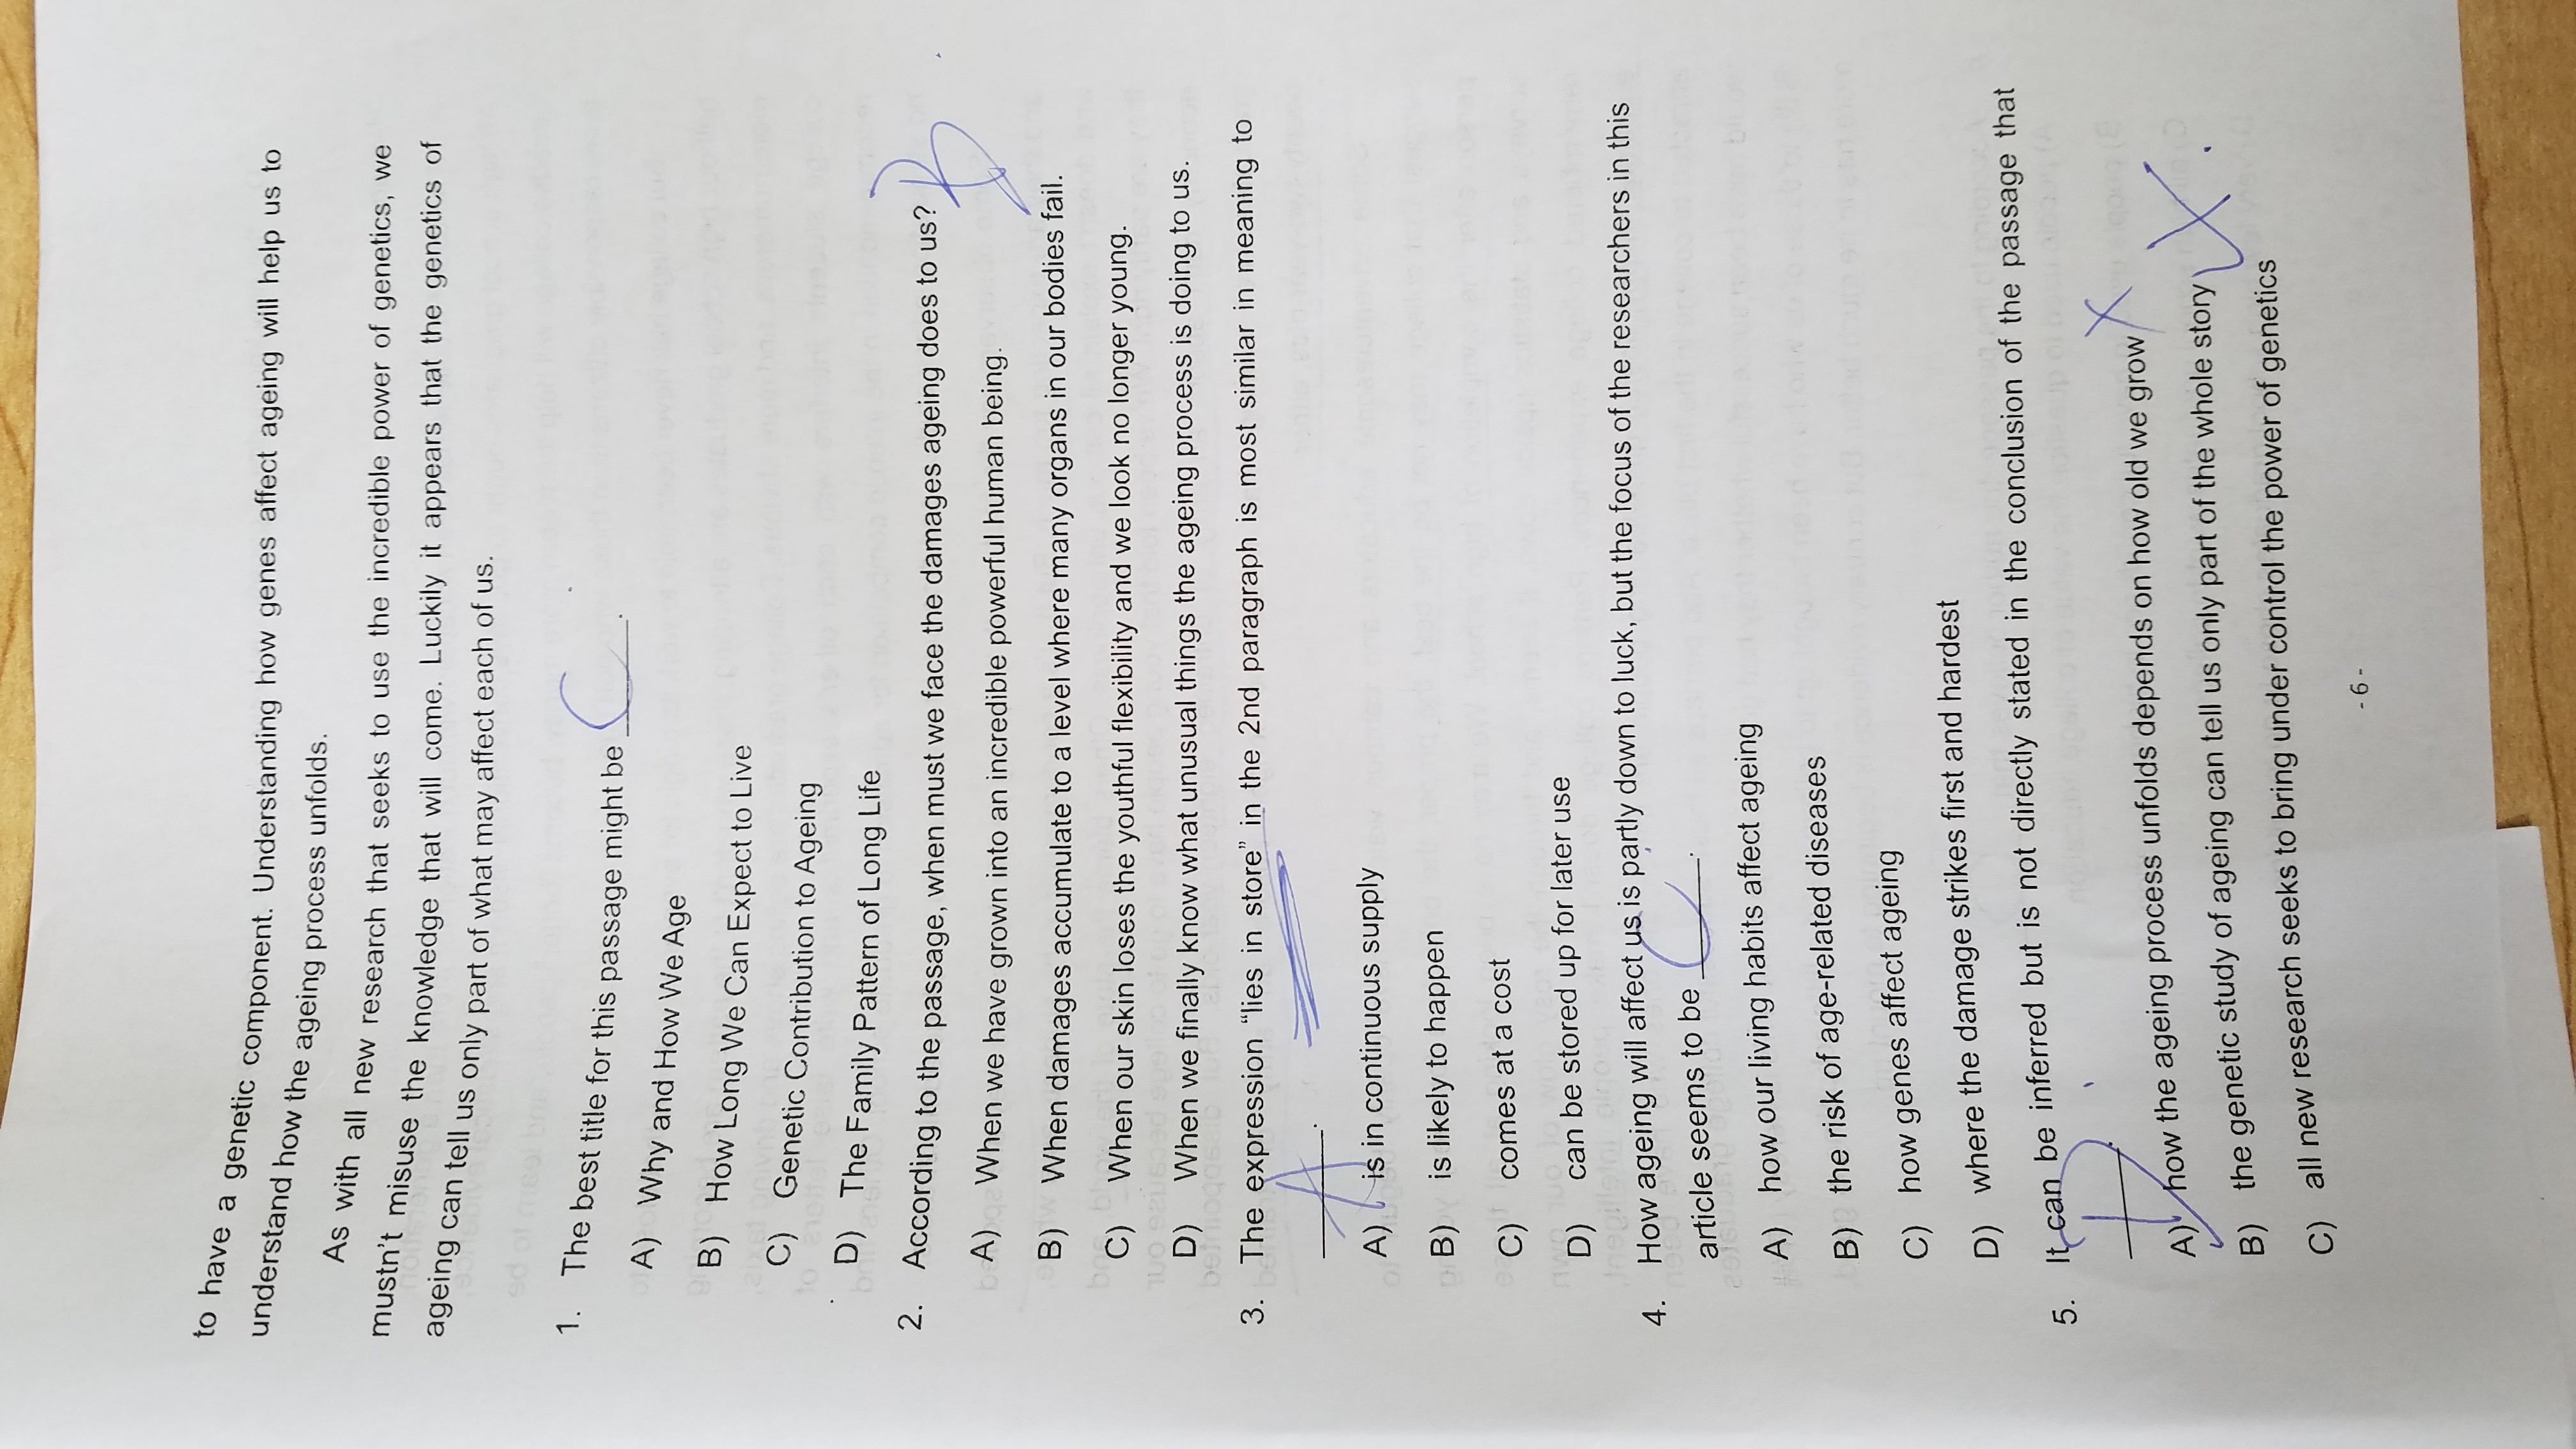 to have a genetic component. Understanding how genes affect ageing will help us to
understand how the ageing process unfolds.
As with all new research that seeks to use the incredible power of genetics, we
mustn't misuse the knowledge that will come. Luckily it appears that the genetics of
ageing can tell us only part of what may affect each of us.
1. The best title for this passage might be C.
A) Why and How We Age
B) How Long We Can Expect to Live
C) Genetic Contribution to Ageing
D) The Family Pattern of Long Life
2. According to the passage, when must we face the damages ageing does to us? B
A) When we have grown into an incredible powerful human being.
B) When damages accumulate to a level where many organs in our bodies fail.
C) When our skin loses the youthful flexibility and we look no longer young.
D) When we finally know what unusual things the ageing process is doing to us.
3. The expression “lies in store” in the 2nd paragraph is most similar in meaning to
A.
A) is in continuous supply
B) is likely to happen
C) comes at a cost
D) can be stored up for later use
4. How ageing will affect us is partly down to luck, but the focus of the researchers in this
article seems to be C.
A) how our living habits affect ageing
B) the risk of age-related diseases
C) how genes affect ageing
D) where the damage strikes first and hardest
5. It can be inferred but is not directly stated in the conclusion of the passage that
D.
A) how the ageing process unfolds depends on how old we grow X
B) the genetic study of ageing can tell us only part of the whole story X
C) all new research seeks to bring under control the power of genetics
- 6 -